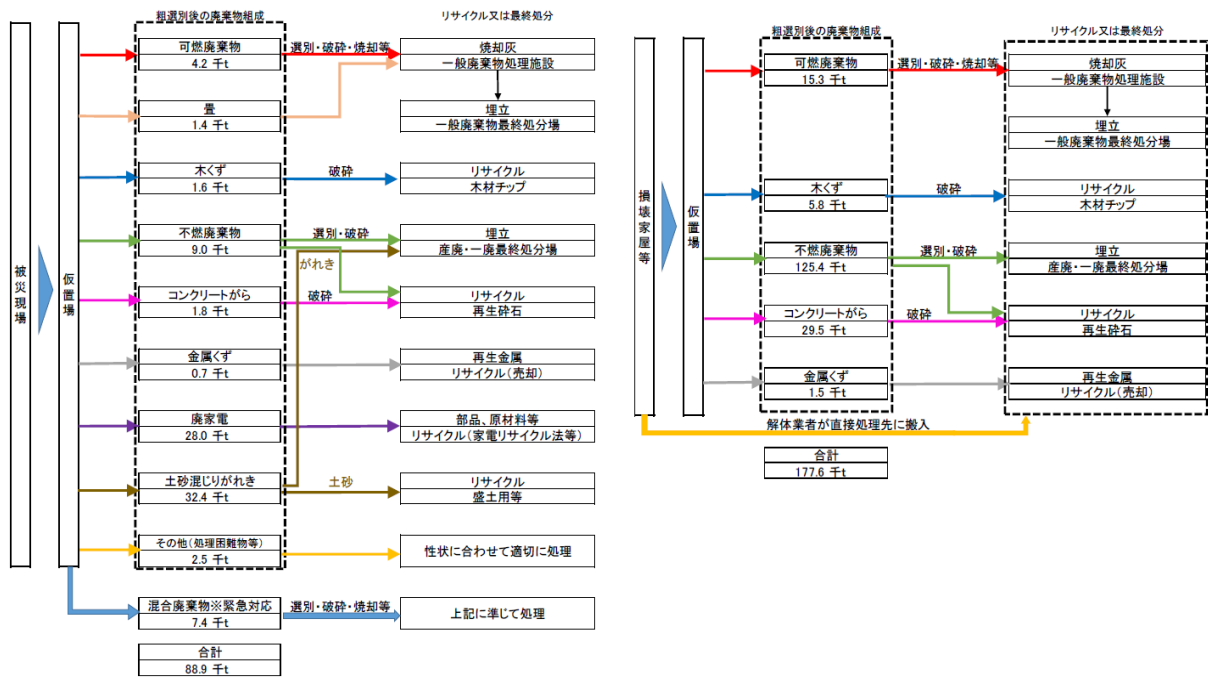 粗選別後の廃棄物組成
リサイクル又は最終処分
被災現場
仮置場
可燃廃棄物
4.2 千t
選別・破砕・焼却等
焼却灰
一般廃棄物処理施設
畳
1.4 千t
埋立
一般廃棄物最終処分場
木くず
1.6 千t
破砕
リサイクル
木材チップ
不燃廃棄物
9.0 千t
選別・破砕
埋立
産廃・一廃最終処分場
がれき
コンクリートがら
1.8 千t
破砕
リサイクル
再生砕石
金属くず
0.7 千t
再生金属
リサイクル（売却）
廃家電
28.0 千t
部品、原材料等
リサイクル（家電リサイクル法等）
土砂混じりがれき
32.4 千t
土砂
リサイクル
盛土用等
その他（処理困難物等）
2.5 千t
性状に合わせて適切に処理
混合廃棄物※緊急対応
7.4 千t
選別・破砕・焼却等
上記に準じて処理
合計
88.9 千t
粗選別後の廃棄物組成
リサイクル又は最終処分
損壊家屋等
仮置場
可燃廃棄物
15.3 千t
選別・破砕・焼却等
焼却灰
一般廃棄物処理施設
埋立
一般廃棄物最終処分場
木くず
5.8 千t
破砕
リサイクル
木材チップ
不燃廃棄物
125.4 千t
選別・破砕
埋立
産廃・一廃最終処分場
コンクリートがら
29.5 千t
破砕
リサイクル
再生砕石
金属くず
1.5 千t
再生金属
リサイクル（売却）
解体業者が直接処理先に搬入
合計
177.6 千t